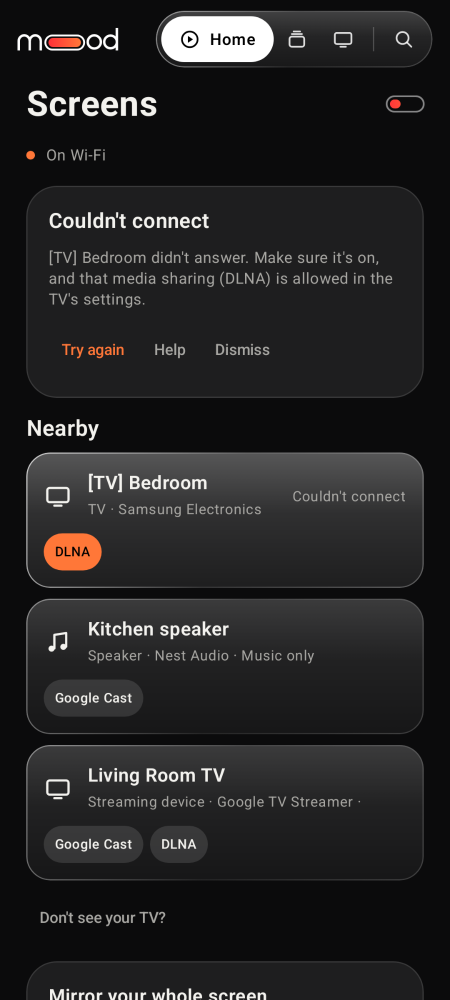 mood
Home
Screens
On Wi-Fi
Couldn't connect
[TV] Bedroom didn't answer. Make sure it's on,
and that media sharing (DLNA) is allowed in the
TV's settings.
Try again Help Dismiss
Nearby
[TV] Bedroom
TV · Samsung Electronics
Couldn't connect
DLNA
Kitchen speaker
Speaker · Nest Audio · Music only
Google Cast
Living Room TV
Streaming device · Google TV Streamer ·
Google Cast DLNA
Don't see your TV?
Mirror your whole screen